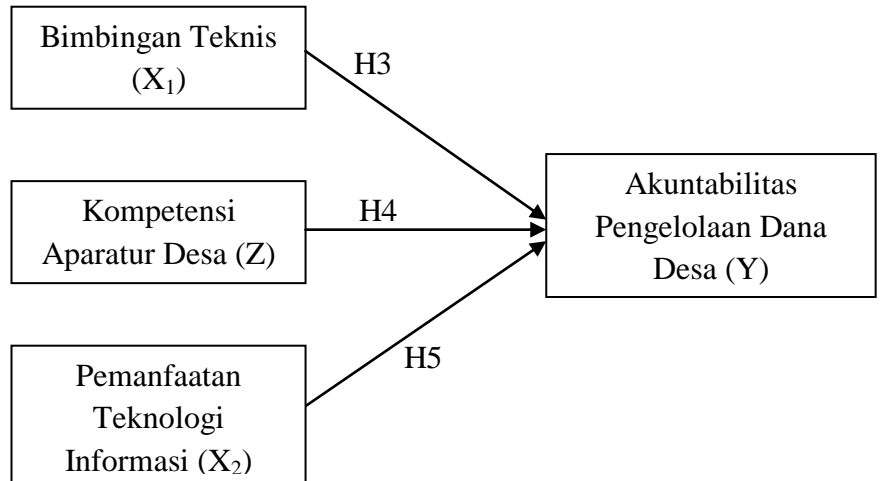 Bimbingan Teknis
(X₁)
H3
Kompetensi
Aparatur Desa (Z)
H4
Akuntabilitas
Pengelolaan Dana
Desa (Y)
Pemanfaatan
Teknologi
Informasi (X₂)
H5